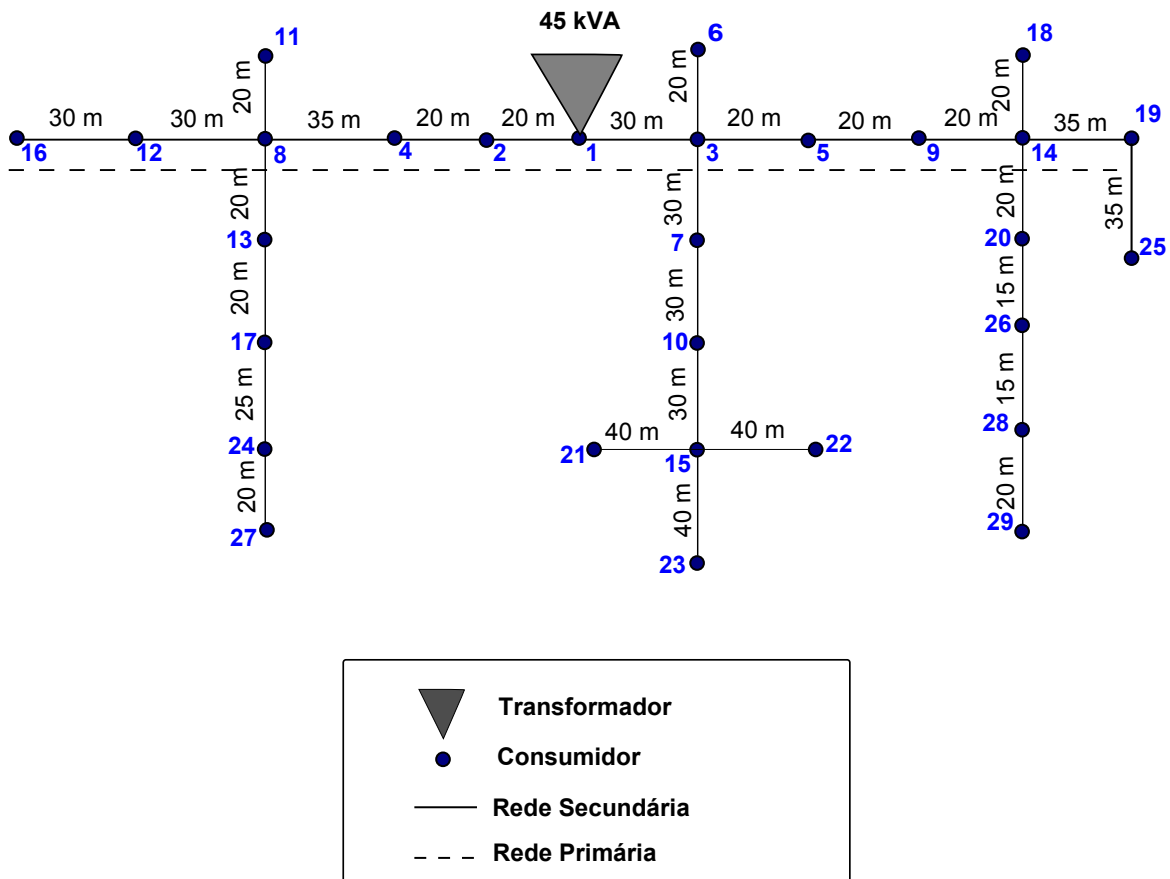 45 kVA
11
6
18
20 m
20 m
20 m
30 m
30 m
35 m
20 m
20 m
30 m
20 m
20 m
20 m
35 m
19
16
12
8
4
2
1
3
5
9
14
20 m
30 m
20 m
35 m
13
7
20
25
20 m
30 m
15 m
26
17
10
25 m
30 m
15 m
28
24
21
40 m
15
40 m
22
20 m
40 m
20 m
27
23
29
Transformador
Consumidor
Rede Secundária
Rede Primária